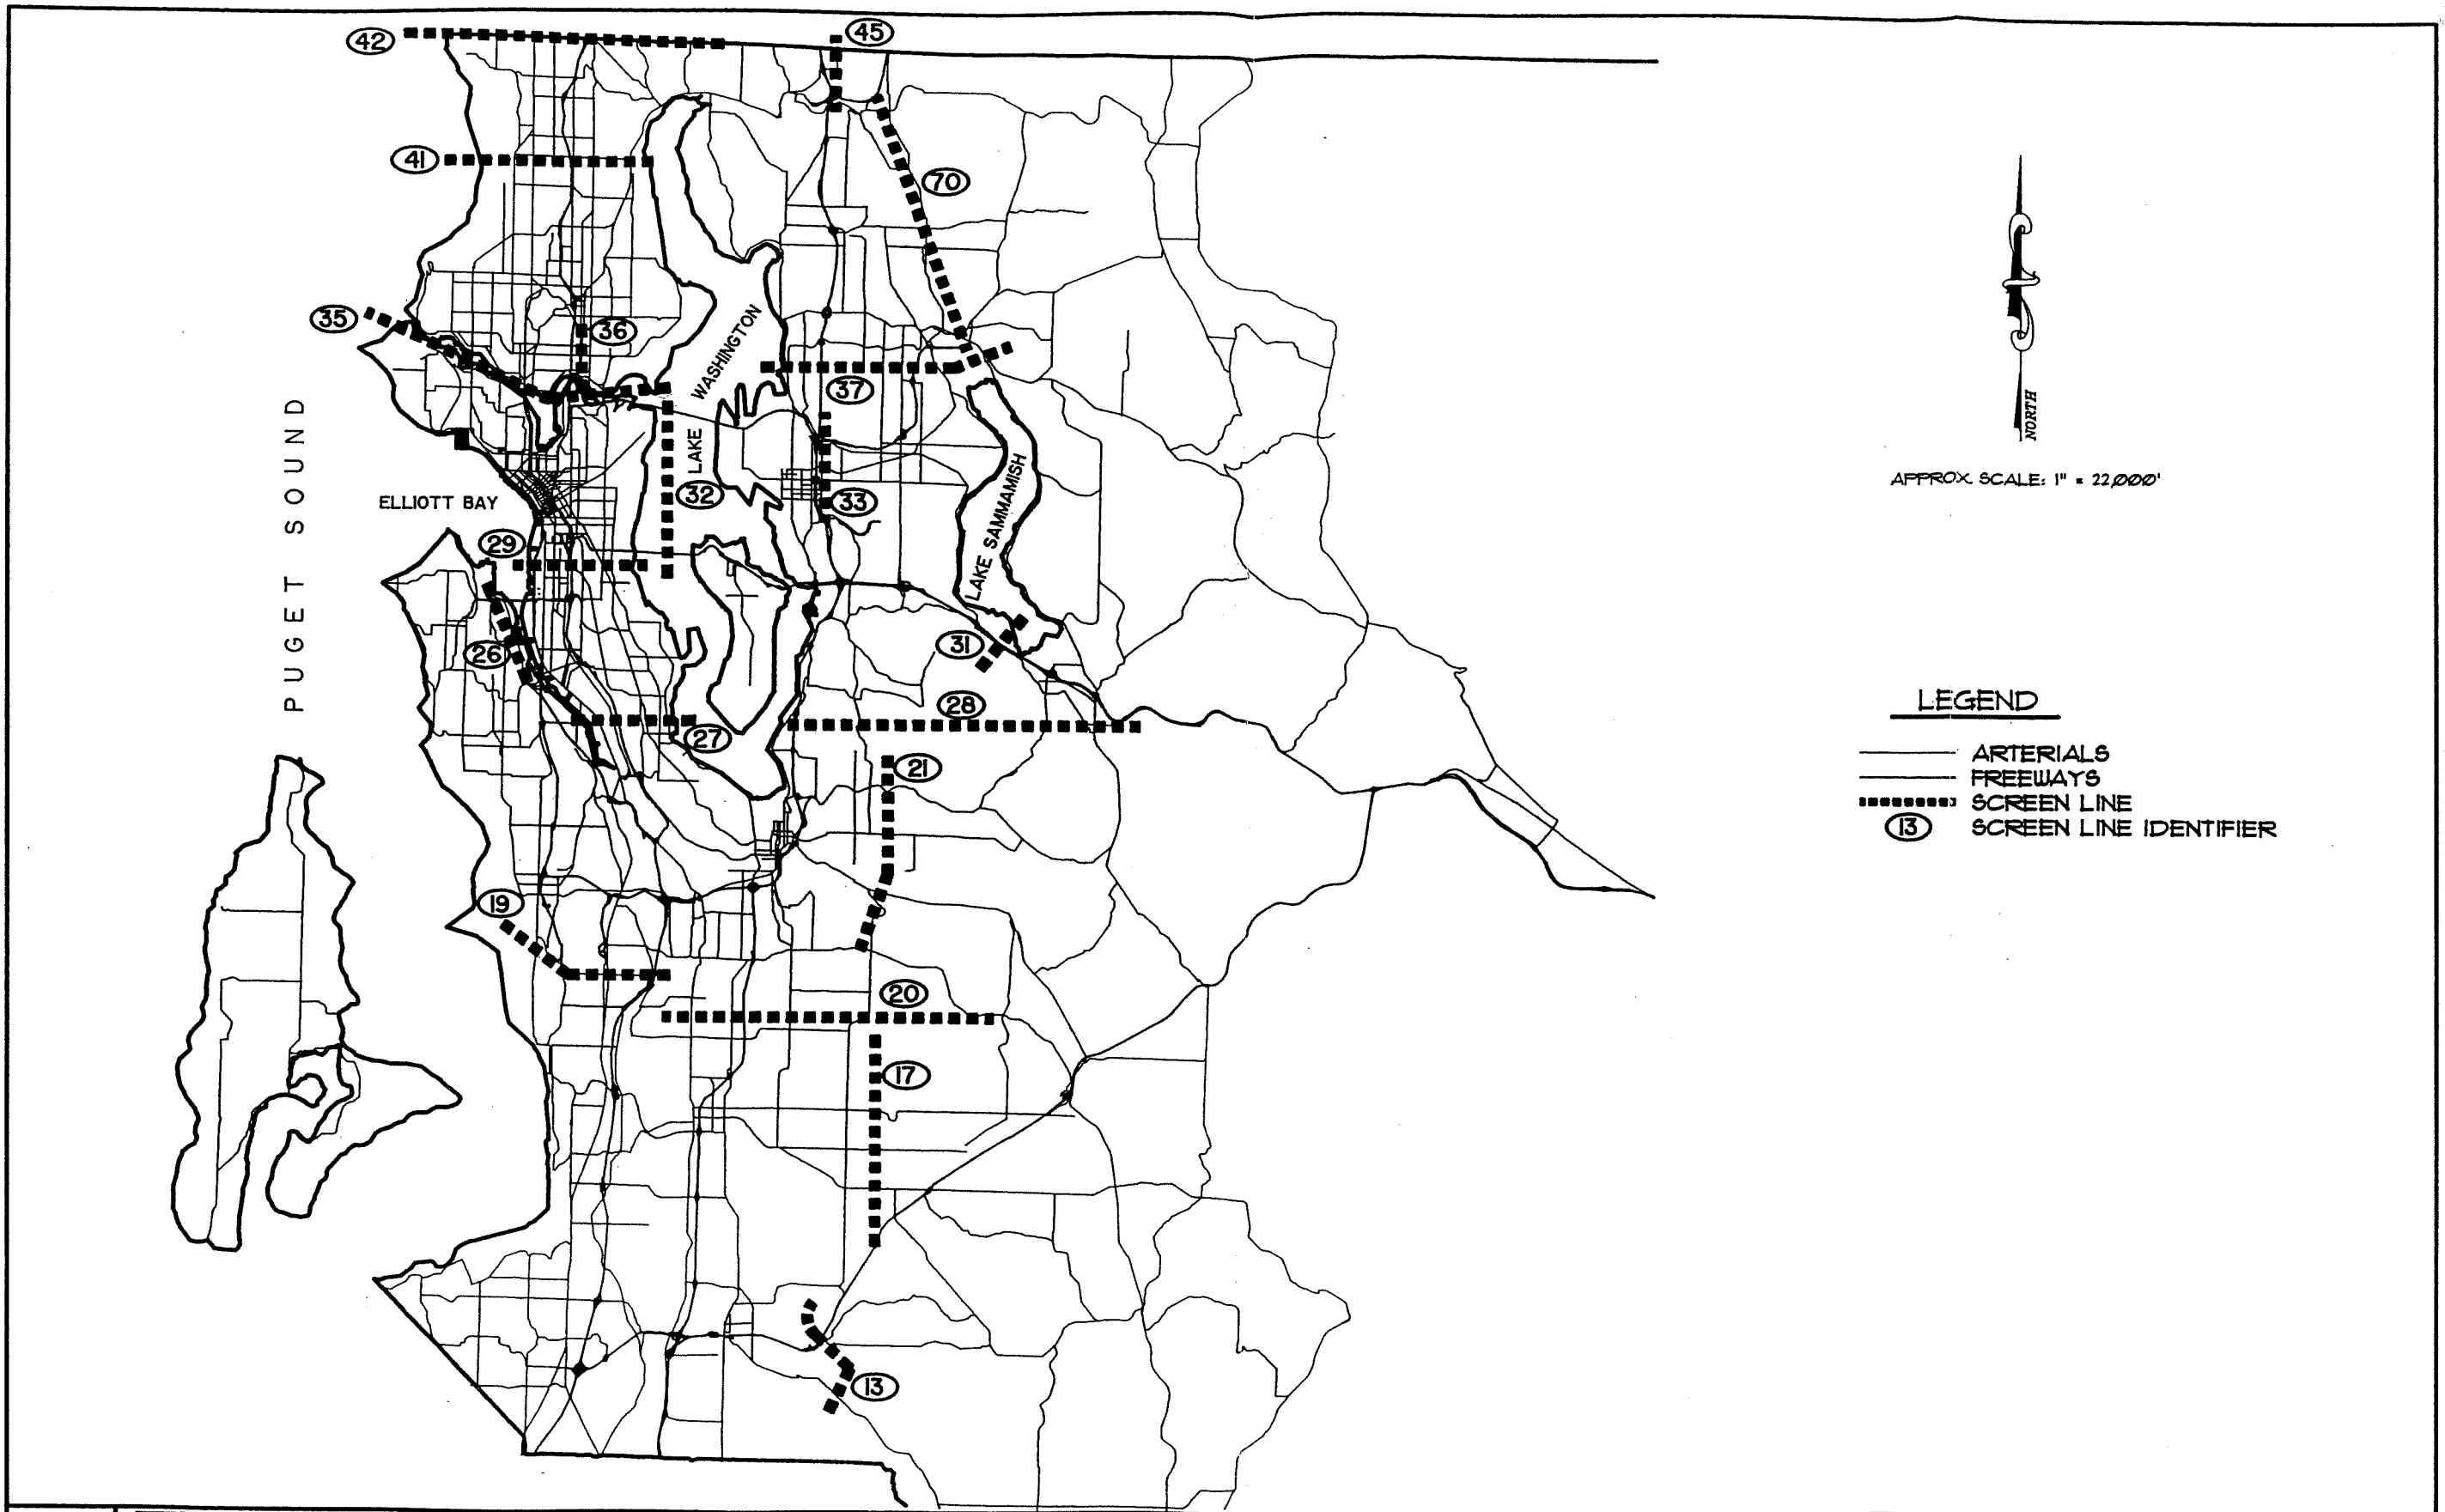 42
45
41
70
35
36
WASHINGTON
37
PUGET SOUND
LAKE
32
33
ELLIOTT BAY
LAKE SAMMAMISH
29
31
26
28
27
21
19
20
17
13
NORTH
APPROX. SCALE: 1" = 22,000'
LEGEND
ARTERIALS
FREEWAYS
SCREEN LINE
13 SCREEN LINE IDENTIFIER